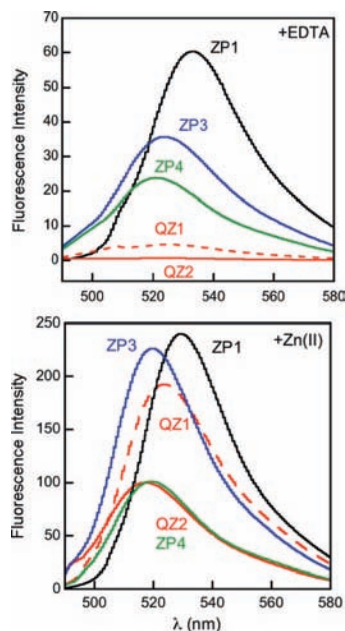 +EDTA
Fluorescence Intensity
70
60
50
40
30
20
10
0
ZP1
ZP3
ZP4
QZ1
QZ2
500 520 540 560 580
+Zn(II)
Fluorescence Intensity
250
200
150
100
50
0
ZP3
ZP1
QZ1
QZ2
ZP4
500 520 540 560 580
λ (nm)